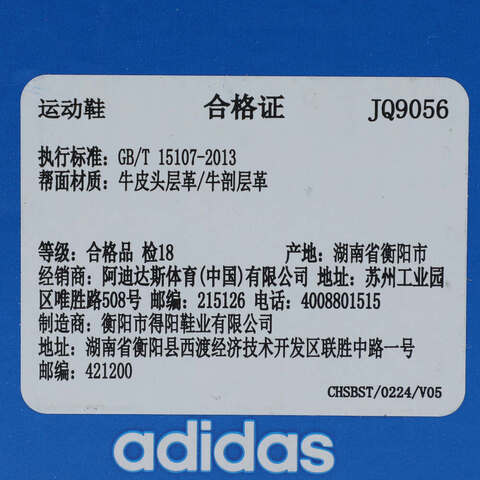 运动鞋 合格证 JQ9056
执行标准: GB/T 15107-2013
帮面材质: 牛皮头层革/牛剖层革
等级: 合格品 检18 产地: 湖南省衡阳市
经销商: 阿迪达斯体育(中国)有限公司 地址: 苏州工业园
区唯胜路508号 邮编: 215126 电话: 4008801515
制造商: 衡阳市得阳鞋业有限公司
地址: 湖南省衡阳县西渡经济技术开发区联胜中路一号
邮编: 421200
CHSBST/0224/V05
adidas